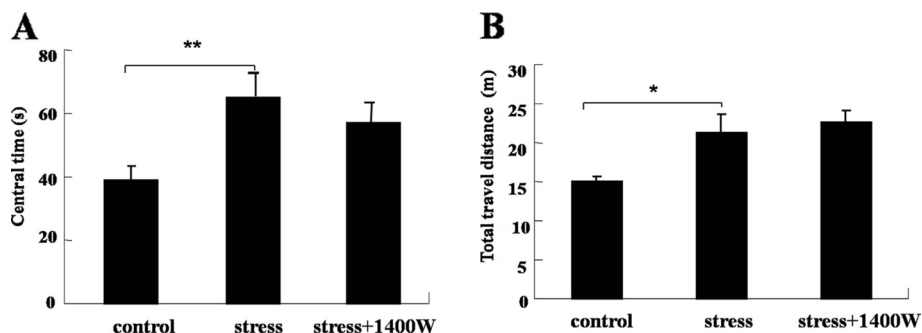 A
**
80
60
40
20
0
Central time (s)
control stress stress+1400W
B
*
30
25
20
15
10
5
0
Total travel distance (m)
control stress stress+1400W